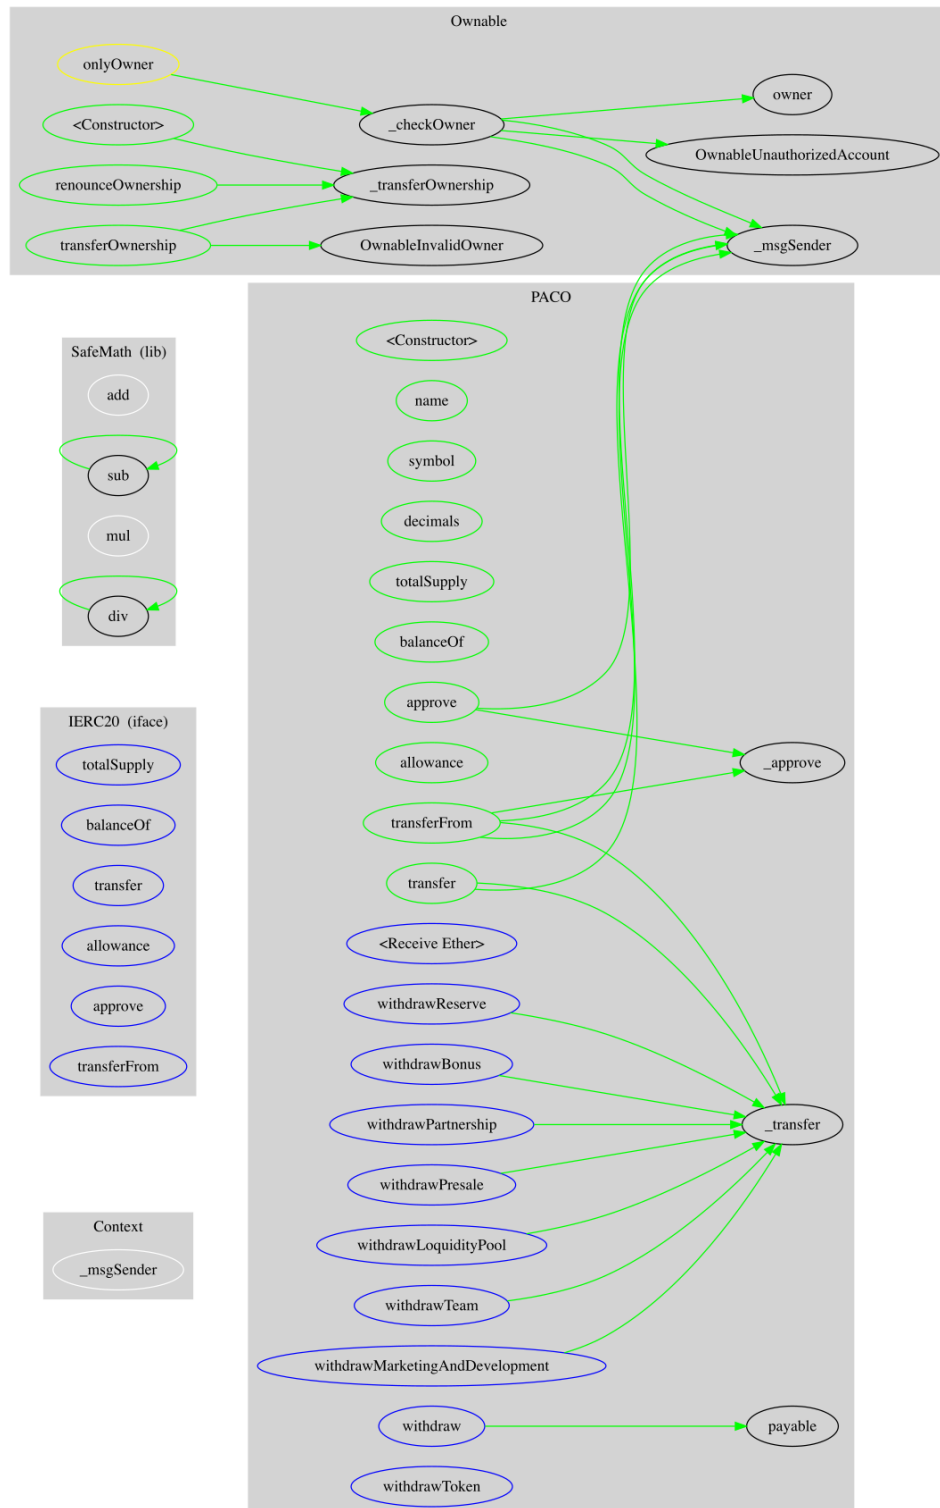 Ownable
onlyOwner
<Constructor>
renounceOwnership
transferOwnership
_checkOwner
_transferOwnership
OwnableInvalidOwner
owner
OwnableUnauthorizedAccount
_msgSender
SafeMath  (lib)
add
sub
mul
div
IERC20  (iface)
totalSupply
balanceOf
transfer
allowance
approve
transferFrom
Context
_msgSender
PACO
<Constructor>
name
symbol
decimals
totalSupply
balanceOf
approve
allowance
transferFrom
transfer
<Receive Ether>
withdrawReserve
withdrawBonus
withdrawPartnership
withdrawPresale
withdrawLoquidityPool
withdrawTeam
withdrawMarketingAndDevelopment
withdraw
withdrawToken
_approve
_transfer
payable